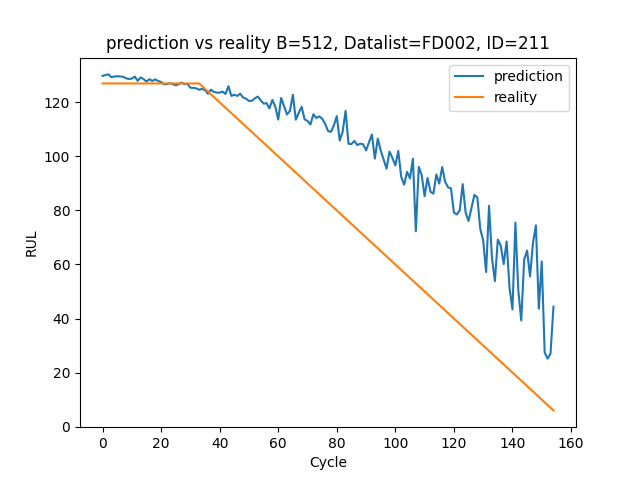 prediction vs reality B=512, Datalist=FD002, ID=211
prediction
reality
RUL
120
100
80
60
40
20
0
0 20 40 60 80 100 120 140 160
Cycle